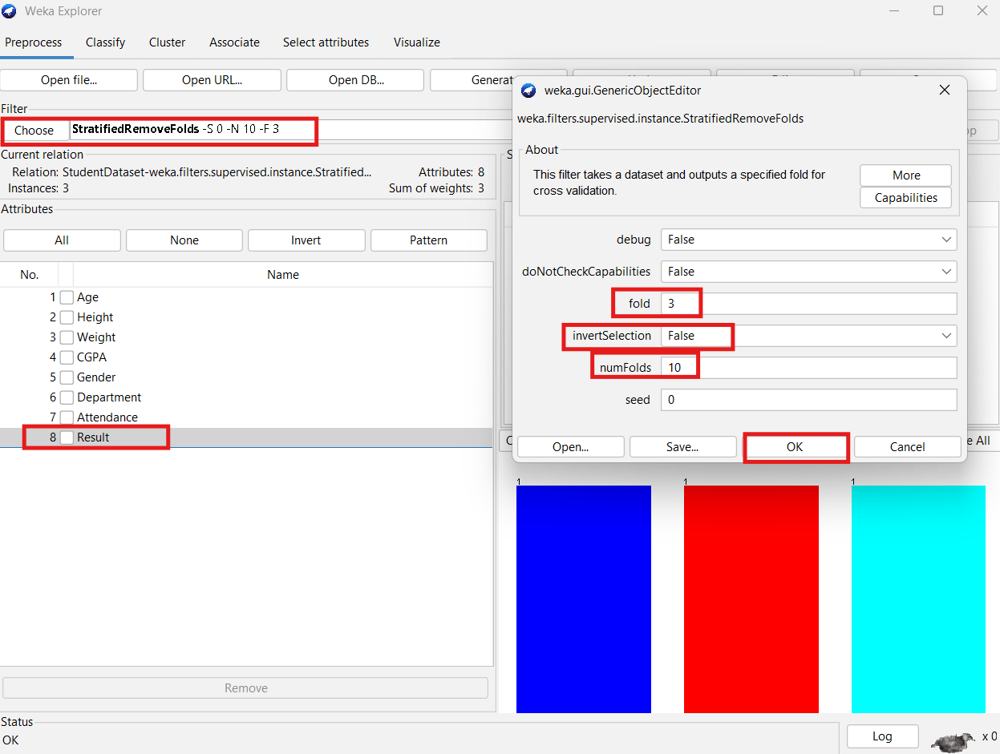 Weka Explorer
Preprocess Classify Cluster Associate Select attributes Visualize
Open file... Open URL... Open DB... Generat
Filter
Choose StratifiedRemoveFolds -S 0 -N 10 -F 3
Current relation
Relation: StudentDataset-weka.filters.supervised.instance.Stratified... Attributes: 8
Instances: 3 Sum of weights: 3
Attributes
All None Invert Pattern
No. Name
1 Age
2 Height
3 Weight
4 CGPA
5 Gender
6 Department
7 Attendance
8 Result
Remove
Status
OK
weka.gui.GenericObjectEditor
weka.filters.supervised.instance.StratifiedRemoveFolds
About
This filter takes a dataset and outputs a specified fold for
cross validation.
More
Capabilities
debug False
doNotCheckCapabilities False
fold 3
invertSelection False
numFolds 10
seed 0
Open... Save... OK Cancel
e All
1 1 1
Log x 0